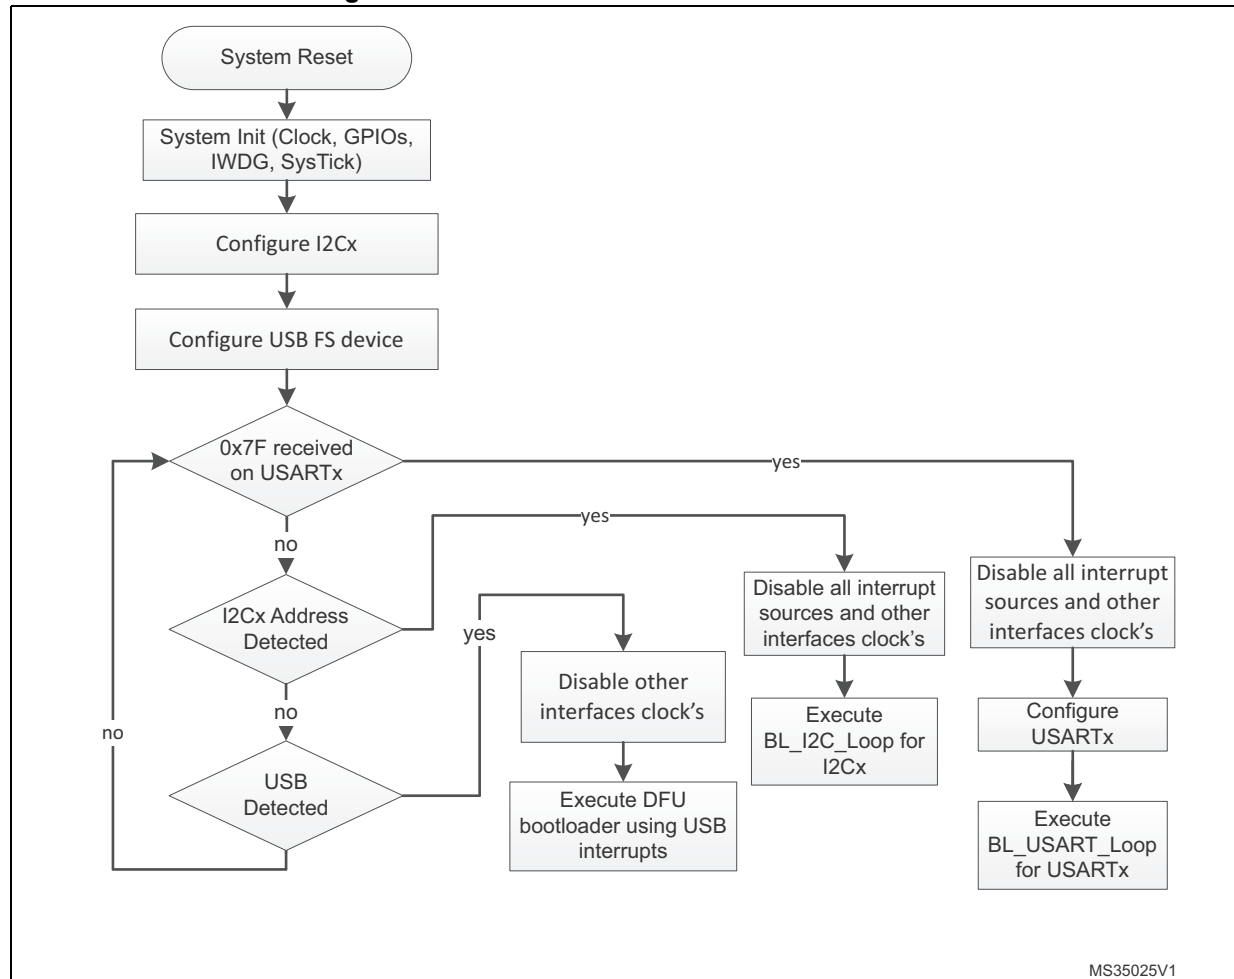 System Reset
System Init (Clock, GPIOs,
IWDG, SysTick)
Configure I2Cx
Configure USB FS device
0x7F received
on USARTx
yes
no
yes
I2Cx Address
Detected
yes
no
no
USB
Detected
Disable other
interfaces clock's
Execute DFU
bootloader using USB
interrupts
Disable all interrupt
sources and other
interfaces clock's
Execute
BL_I2C_Loop for
I2Cx
Disable all interrupt
sources and other
interfaces clock's
Configure
USARTx
Execute
BL_USART_Loop
for USARTx
MS35025V1